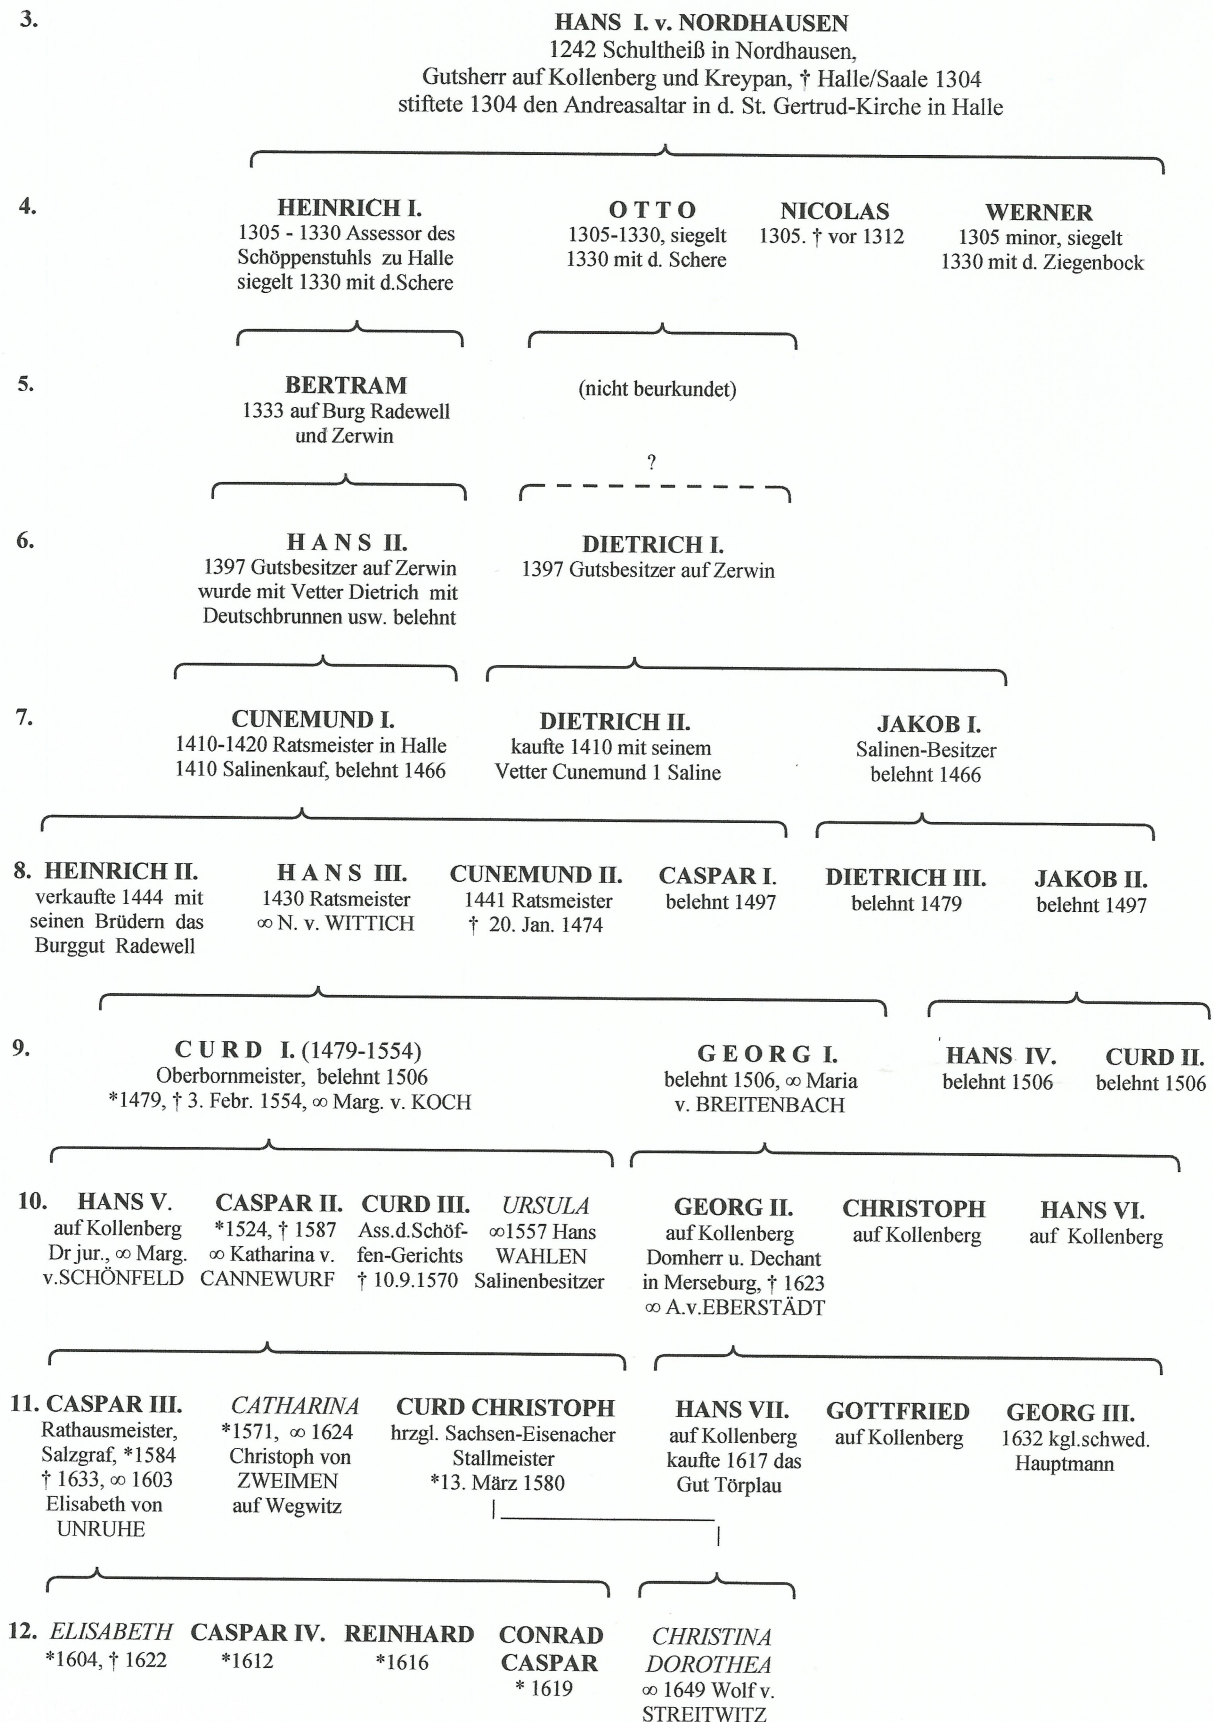 3.
HANS I. v. NORDHAUSEN
1242 Schultheiß in Nordhausen,
Gutsherr auf Kollenberg und Kreypan, † Halle/Saale 1304
stiftete 1304 den Andreasaltar in d. St. Gertrud-Kirche in Halle
4.
HEINRICH I.
1305 - 1330 Assessor des
Schöppenstuhls zu Halle
siegelt 1330 mit d.Schere
O T T O
1305-1330, siegelt
1330 mit d. Schere
NICOLAS
1305. † vor 1312
WERNER
1305 minor, siegelt
1330 mit d. Ziegenbock
5.
BERTRAM
1333 auf Burg Radewell
und Zerwin
(nicht beurkundet)
?
6.
H A N S II.
1397 Gutsbesitzer auf Zerwin
wurde mit Vetter Dietrich mit
Deutschbrunnen usw. belehnt
DIETRICH I.
1397 Gutsbesitzer auf Zerwin
7.
CUNEMUND I.
1410-1420 Ratsmeister in Halle
1410 Salinenkauf, belehnt 1466
DIETRICH II.
kaufte 1410 mit seinem
Vetter Cunemund 1 Saline
JAKOB I.
Salinen-Besitzer
belehnt 1466
8. HEINRICH II.
verkaufte 1444 mit
seinen Brüdern das
Burggut Radewell
H A N S III.
1430 Ratsmeister
∞ N. v. WITTICH
CUNEMUND II.
1441 Ratsmeister
† 20. Jan. 1474
CASPAR I.
belehnt 1497
DIETRICH III.
belehnt 1479
JAKOB II.
belehnt 1497
9.
C U R D I. (1479-1554)
Oberbornmeister, belehnt 1506
*1479, † 3. Febr. 1554, ∞ Marg. v. KOCH
G E O R G I.
belehnt 1506, ∞ Maria
v. BREITENBACH
HANS IV.
belehnt 1506
CURD II.
belehnt 1506
10.
HANS V.
auf Kollenberg
Dr jur., ∞ Marg.
v.SCHÖNFELD
CASPAR II.
*1524, † 1587
∞ Katharina v.
CANNEWURF
CURD III.
Ass.d.Schöf-
fen-Gerichts
† 10.9.1570
URSULA
∞1557 Hans
WAHLEN
Salinenbesitzer
GEORG II.
auf Kollenberg
Domherr u. Dechant
in Merseburg, † 1623
∞ A.v.EBERSTÄDT
CHRISTOPH
auf Kollenberg
HANS VI.
auf Kollenberg
11. CASPAR III.
Rathausmeister,
Salzgraf, *1584
† 1633, ∞ 1603
Elisabeth von
UNRUHE
CATHARINA
*1571, ∞ 1624
Christoph von
ZWEIMEN
auf Wegwitz
CURD CHRISTOPH
hrzgl. Sachsen-Eisenacher
Stallmeister
*13. März 1580
HANS VII.
auf Kollenberg
kaufte 1617 das
Gut Törplau
GOTTFRIED
auf Kollenberg
GEORG III.
1632 kgl.schwed.
Hauptmann
12. ELISABETH
*1604, † 1622
CASPAR IV.
*1612
REINHARD
*1616
CONRAD
CASPAR
* 1619
CHRISTINA
DOROTHEA
∞ 1649 Wolf v.
STREITWITZ